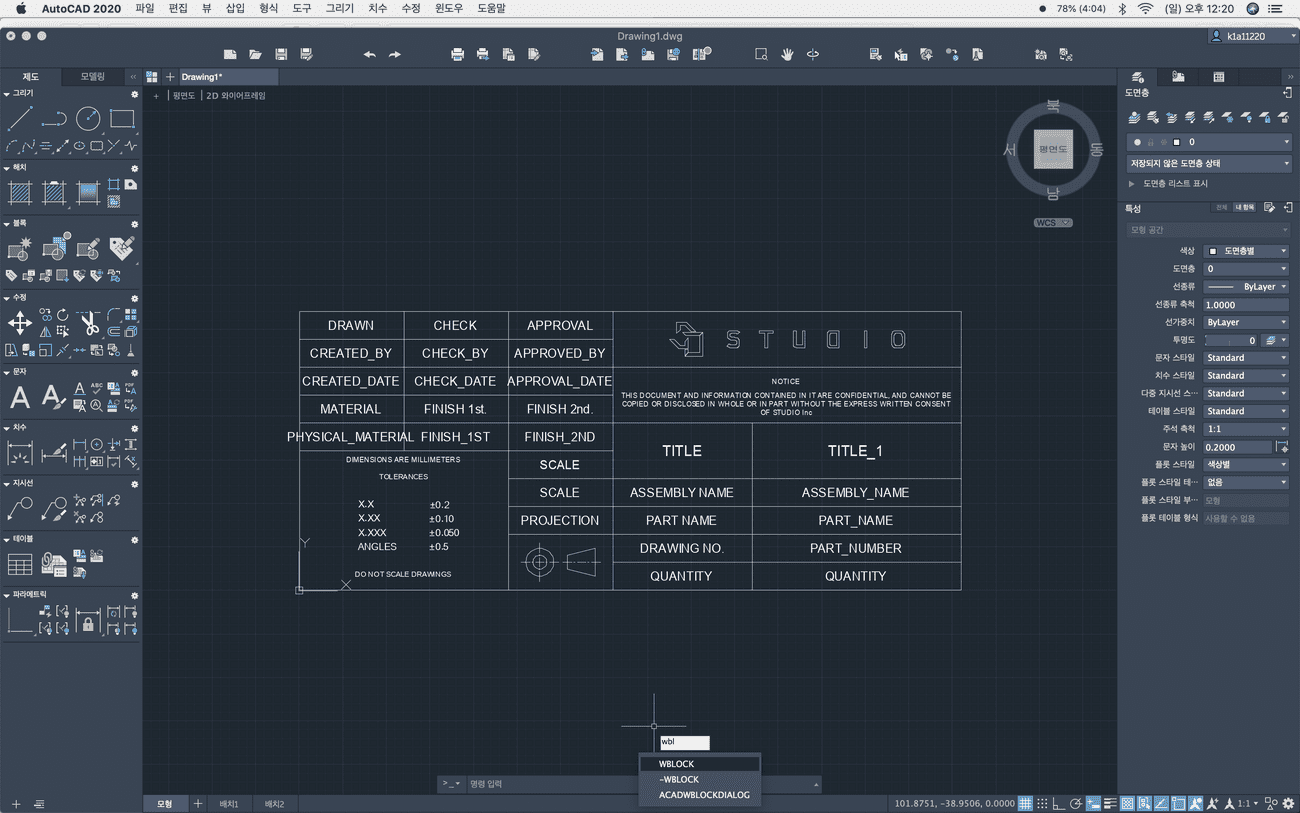 AutoCAD 2020 파일 편집 뷰 삽입 형식 도구 그리기 치수 수정 윈도우 도움말 78% (4:04) (일) 오후 12:20
Drawing1.dwg
k1a11220
제도 모델링 Drawing1*
+ 평면도 2D 와이어프레임
그리기
해치
블록
수정
문자
치수
지시선
테이블
파라메트릭
북
서 평면도 동
남
WCS
DRAWN CHECK APPROVAL
CREATED_BY CHECK_BY APPROVED_BY
CREATED_DATE CHECK_DATE APPROVAL_DATE
MATERIAL FINISH 1st. FINISH 2nd.
PHYSICAL_MATERIAL FINISH_1ST FINISH_2ND
DIMENSIONS ARE MILLIMETERS
TOLERANCES
X.X ±0.2
X.XX ±0.10
X.XXX ±0.050
ANGLES ±0.5
DO NOT SCALE DRAWINGS
Y
X
SCALE
SCALE
PROJECTION
STUDIO
NOTICE
THIS DOCUMENT AND INFORMATION CONTAINED IN IT ARE CONFIDENTIAL, AND CANNOT BE
COPIED OR DISCLOSED IN WHOLE OR IN PART WITHOUT THE EXPRESS WRITTEN CONSENT
OF STUDIO Inc
TITLE TITLE_1
ASSEMBLY NAME ASSEMBLY_NAME
PART NAME PART_NAME
DRAWING NO. PART_NUMBER
QUANTITY QUANTITY
wbl
WBLOCK
-WBLOCK
ACADWBLOCKDIALOG
>_ 명령 입력
모형 + 배치1 배치2
101.8751, -38.9506, 0.0000 1:1
도면층
0
저장되지 않은 도면층 상태
도면층 리스트 표시
특성 전체 내 항목
모형 공간
색상 도면층별
도면층 0
선종류 ByLayer
선종류 축척 1.0000
선가중치 ByLayer
투명도 0
문자 스타일 Standard
치수 스타일 Standard
다중 지시선 스··· Standard
테이블 스타일 Standard
주석 축척 1:1
문자 높이 0.2000
플롯 스타일 색상별
플롯 스타일 테··· 없음
플롯 스타일 부··· 모형
플롯 테이블 형식 사용할 수 없음